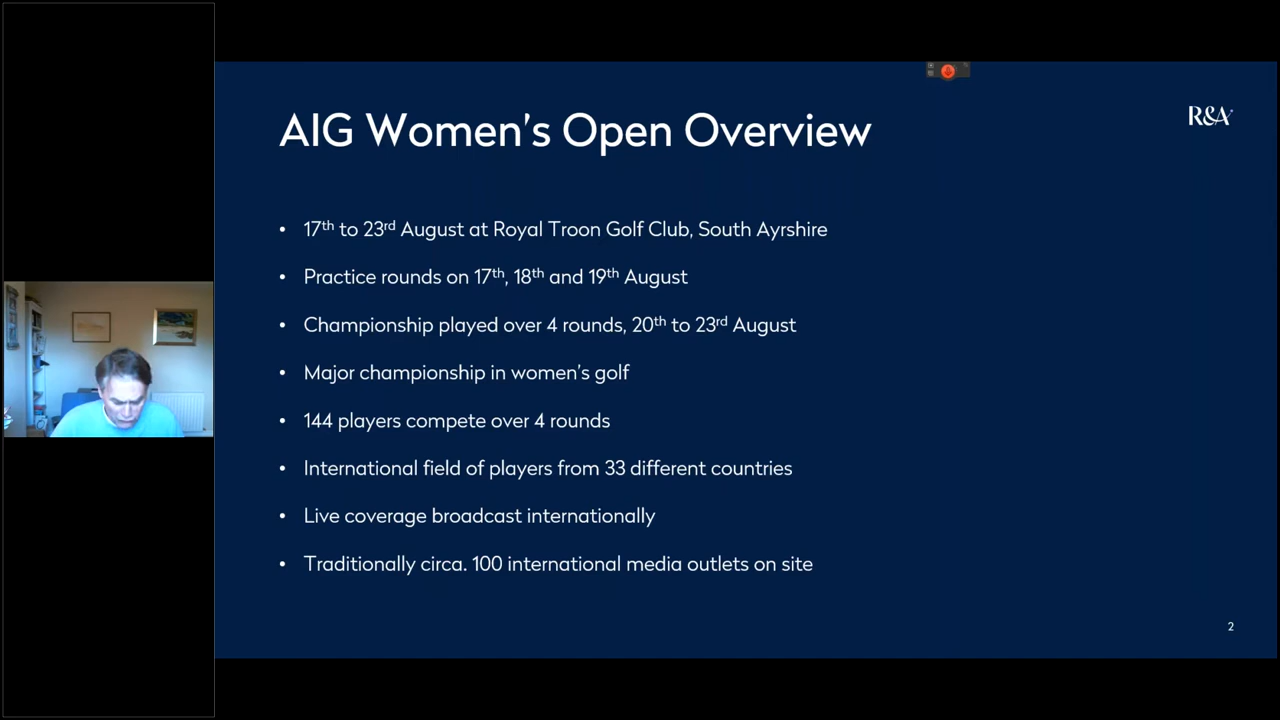 AIG Women's Open Overview
R&A
• 17th to 23rd August at Royal Troon Golf Club, South Ayrshire
• Practice rounds on 17th, 18th and 19th August
• Championship played over 4 rounds, 20th to 23rd August
• Major championship in women's golf
• 144 players compete over 4 rounds
• International field of players from 33 different countries
• Live coverage broadcast internationally
• Traditionally circa. 100 international media outlets on site
2